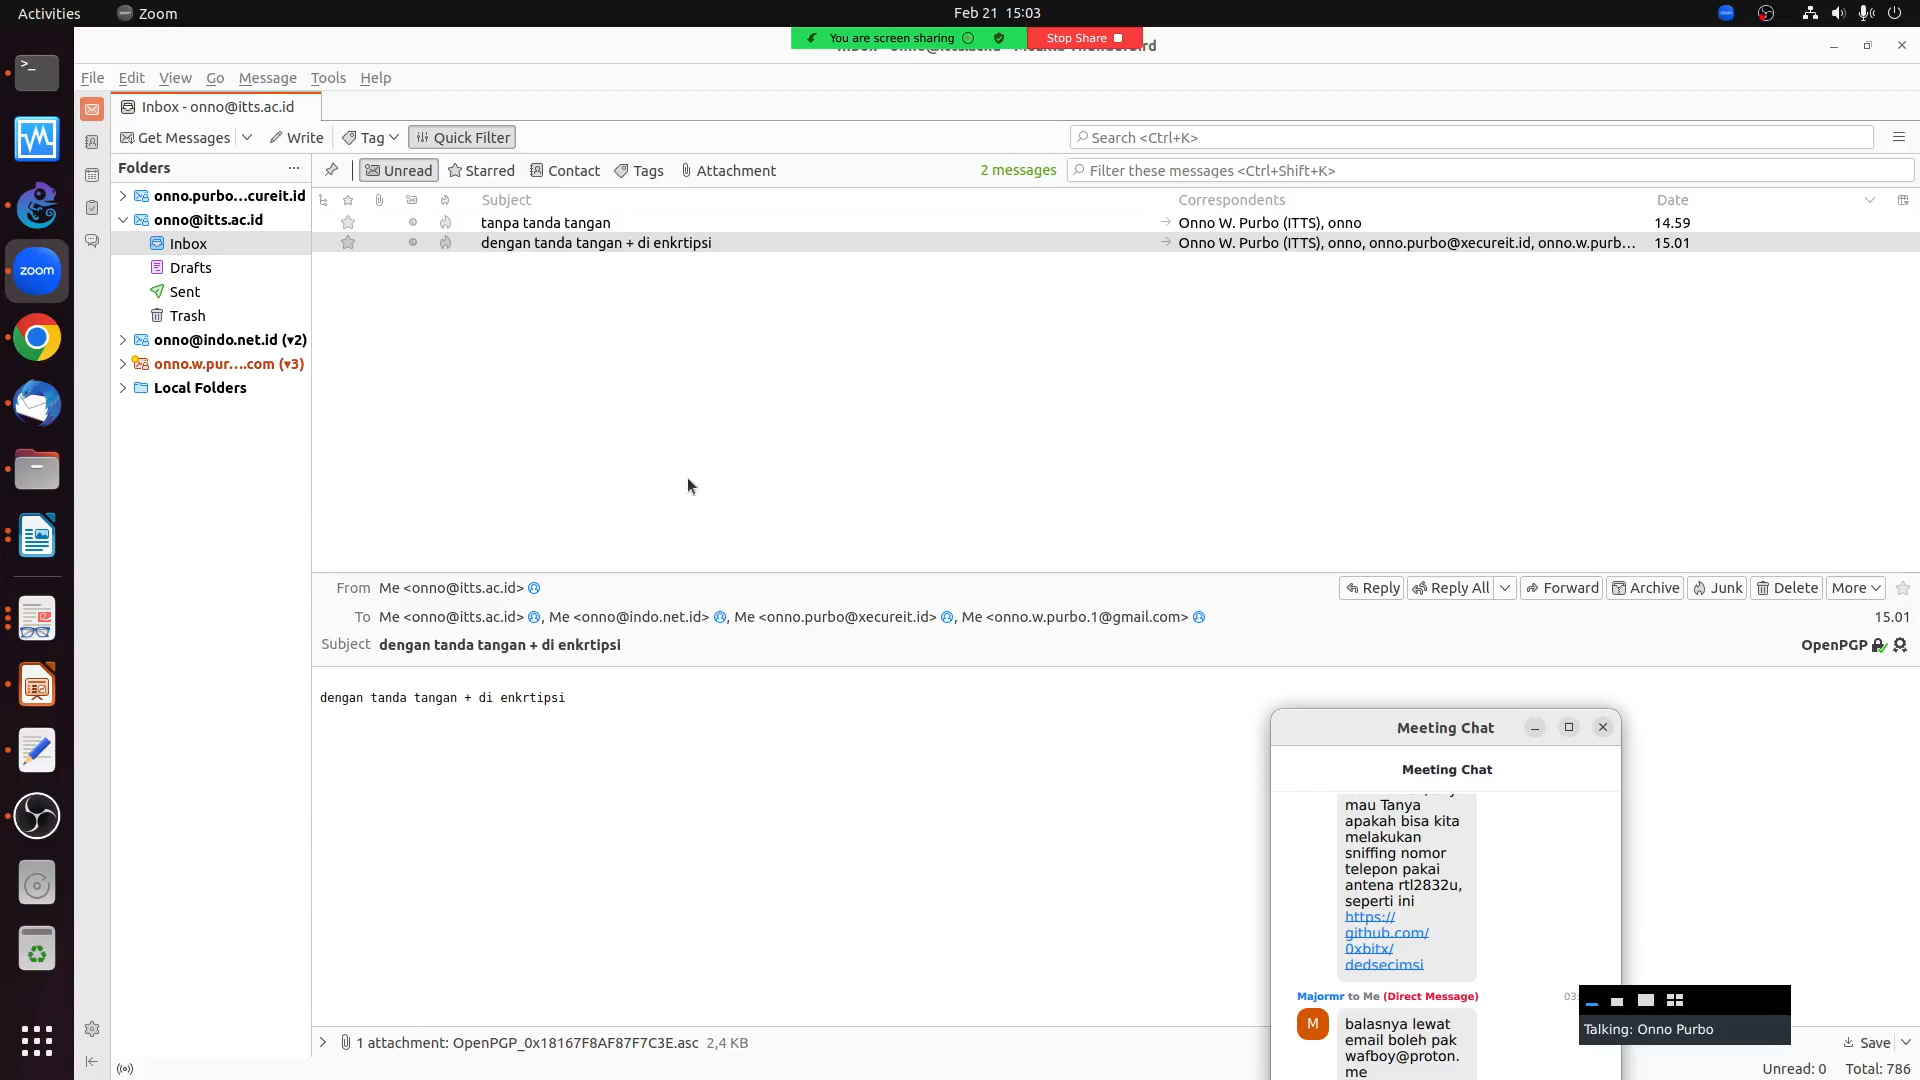 Activities
Zoom
Feb 21 15:03
You are screen sharing
Stop Share
File Edit View Go Message Tools Help
Inbox - onno@itts.ac.id
Get Messages
Write
Tag
Quick Filter
Search <Ctrl+K>
Folders
Unread
Starred
Contact
Tags
Attachment
2 messages
Filter these messages <Ctrl+Shift+K>
onno.purbo...cureit.id
onno@itts.ac.id
Inbox
Drafts
Sent
Trash
onno@indo.net.id (▾2)
onno.w.pur....com (▾3)
Local Folders
zoom
Subject Correspondents Date
tanpa tanda tangan Onno W. Purbo (ITTS), onno 14.59
dengan tanda tangan + di enkrtipsi Onno W. Purbo (ITTS), onno, onno.purbo@xecureit.id, onno.w.purb... 15.01
From Me <onno@itts.ac.id>
Reply Reply All Forward Archive Junk Delete More
To Me <onno@itts.ac.id>, Me <onno@indo.net.id>, Me <onno.purbo@xecureit.id>, Me <onno.w.purbo.1@gmail.com>
15.01
Subject dengan tanda tangan + di enkrtipsi
OpenPGP
dengan tanda tangan + di enkrtipsi
Meeting Chat
Meeting Chat
mau Tanya
apakah bisa kita
melakukan
sniffing nomor
telepon pakai
antena rtl2832u,
seperti ini
https://
github.com/
0xbitx/
dedsecimsi
Majormr to Me (Direct Message)
03:
M
balasnya lewat
email boleh pak
wafboy@proton.
me
Talking: Onno Purbo
1 attachment: OpenPGP_0x18167F8AF87F7C3E.asc 2,4 KB
Save
Unread: 0 Total: 786